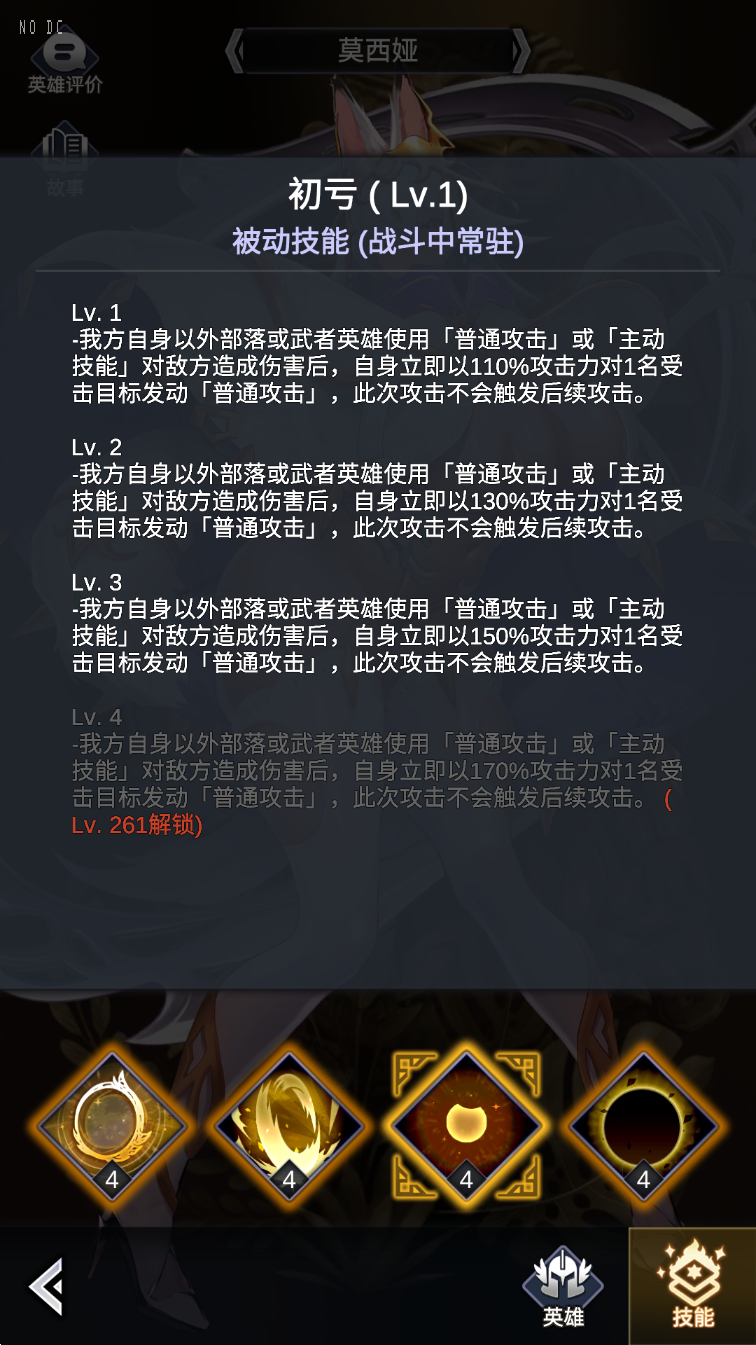 NO DC
莫西娅
英雄评价
故事
初亏 ( Lv.1)
被动技能 (战斗中常驻)
Lv. 1
-我方自身以外部落或武者英雄使用「普通攻击」或「主动
技能」对敌方造成伤害后，自身立即以110%攻击力对1名受
击目标发动「普通攻击」，此次攻击不会触发后续攻击。
Lv. 2
-我方自身以外部落或武者英雄使用「普通攻击」或「主动
技能」对敌方造成伤害后，自身立即以130%攻击力对1名受
击目标发动「普通攻击」，此次攻击不会触发后续攻击。
Lv. 3
-我方自身以外部落或武者英雄使用「普通攻击」或「主动
技能」对敌方造成伤害后，自身立即以150%攻击力对1名受
击目标发动「普通攻击」，此次攻击不会触发后续攻击。
Lv. 4
-我方自身以外部落或武者英雄使用「普通攻击」或「主动
技能」对敌方造成伤害后，自身立即以170%攻击力对1名受
击目标发动「普通攻击」，此次攻击不会触发后续攻击。 (
Lv. 261解锁)
4
4
4
4
英雄
技能